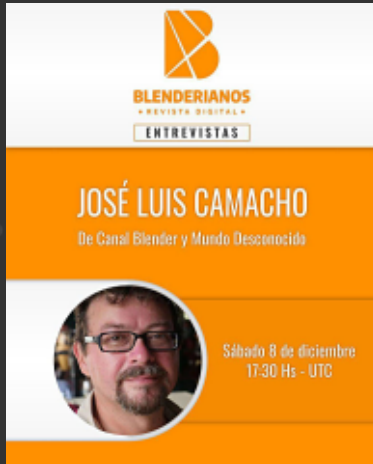 BLENDERIANOS
• REVISTA DIGITAL •
ENTREVISTAS
JOSÉ LUIS CAMACHO
De Canal Blender y Mundo Desconocido
Sábado 8 de diciembre
17:30 Hs - UTC